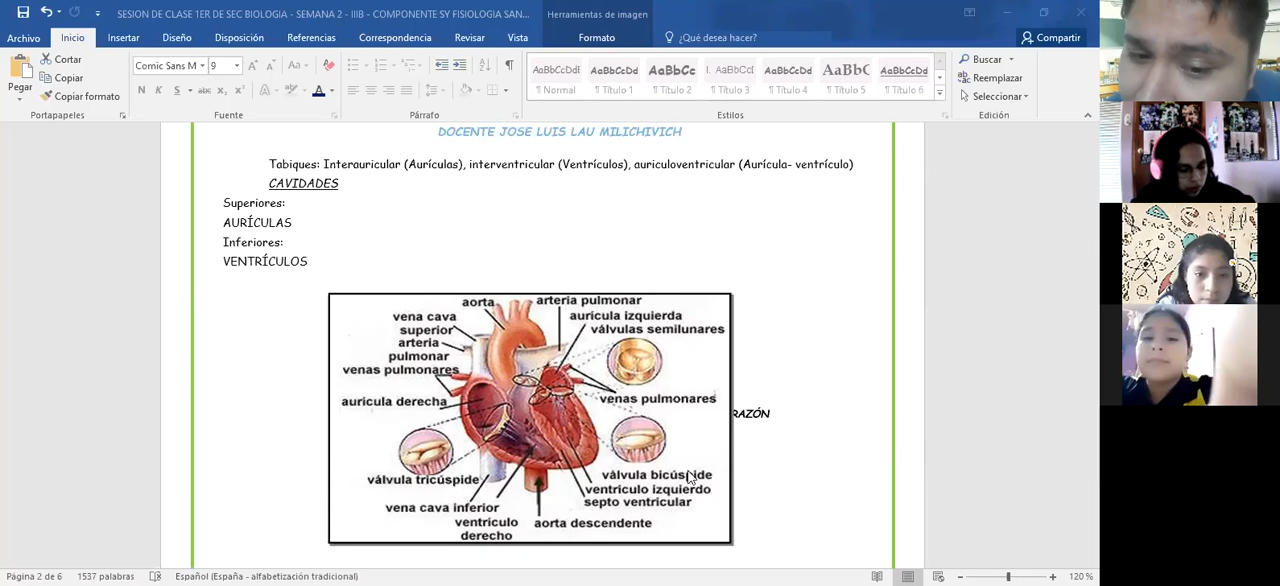 SESION DE CLASE 1ER DE SEC BIOLOGIA - SEMANA 2 - IIIB - COMPONENTE SY FISIOLOGIA SAN...
Herramientas de imagen
Archivo
Inicio
Insertar
Diseño
Disposición
Referencias
Correspondencia
Revisar
Vista
Formato
¿Qué desea hacer?
Compartir
Pegar
Cortar
Copiar
Copiar formato
Portapapeles
Comic Sans M
9
N K S abc x₂ x²
Fuente
Párrafo
AaBbCcDdI
¶ Normal
AaBbCcDd
¶ Título 1
AaBbCc
¶ Título 2
I. AaBbCcI
¶ Título 3
AaBbCcDd
¶ Título 4
AaBbC
¶ Título 5
AaBbCcDd
¶ Título 6
Estilos
Buscar
Reemplazar
Seleccionar
Edición
DOCENTE JOSE LUIS LAU MILICHIVICH
Tabiques: Interauricular (Aurículas), interventricular (Ventrículos), auriculoventricular (Aurícula- ventrículo)
CAVIDADES
Superiores:
AURÍCULAS
Inferiores:
VENTRÍCULOS
aorta
arteria pulmonar
vena cava
superior
aurícula izquierda
válvulas semilunares
arteria
pulmonar
venas pulmonares
aurícula derecha
venas pulmonares
RAZÓN
válvula tricúspide
válvula bicúspide
ventriculo izquierdo
septo ventricular
vena cava inferior
ventriculo
derecho
aorta descendente
Página 2 de 6
1537 palabras
Español (España - alfabetización tradicional)
120 %